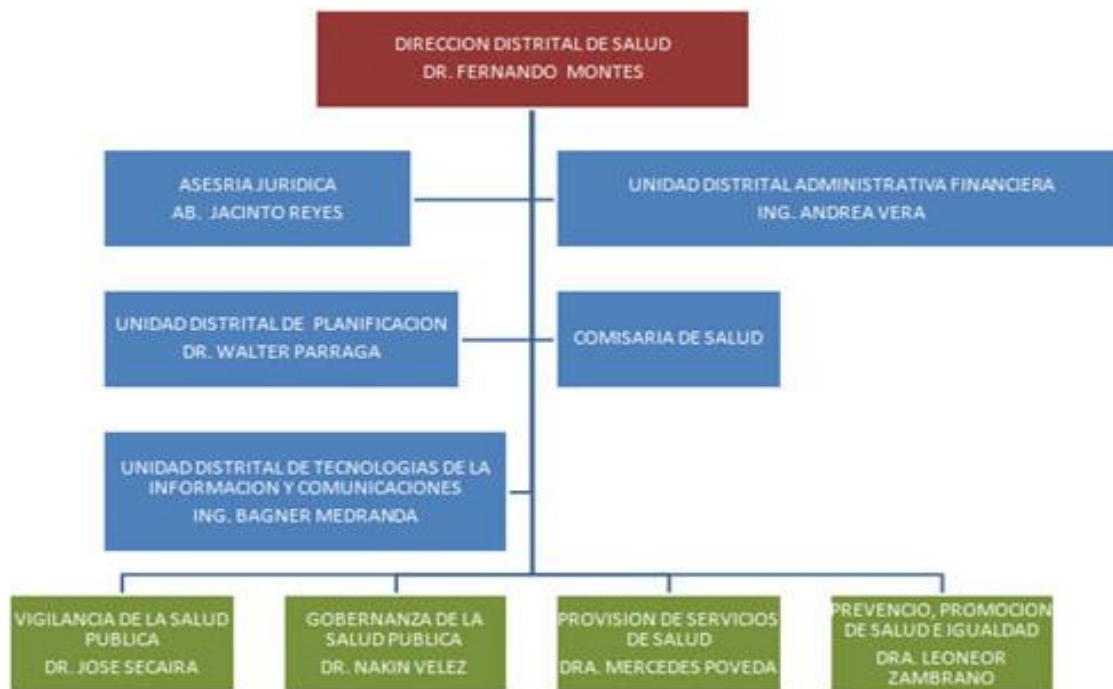 DIRECCION DISTRITAL DE SALUD
DR. FERNANDO MONTES
ASESRIA JURIDICA
AB. JACINTO REYES
UNIDAD DISTRITAL ADMINISTRATIVA FINANCIERA
ING. ANDREA VERA
UNIDAD DISTRITAL DE PLANIFICACION
DR. WALTER PARRAGA
COMISARIA DE SALUD
UNIDAD DISTRITAL DE TECNOLOGIAS DE LA
INFORMACION Y COMUNICACIONES
ING. BAGNER MEDRANDA
VIGILANCIA DE LA SALUD
PUBLICA
DR. JOSE SECAIRA
GOBERNANZA DE LA
SALUD PUBLICA
DR. NAKIN VELEZ
PROVISION DE SERVICIOS
DE SALUD
DRA. MERCEDES POVEDA
PREVENCIO, PROMOCION
DE SALUD E IGUALDAD
DRA. LEONEOR
ZAMBRANO